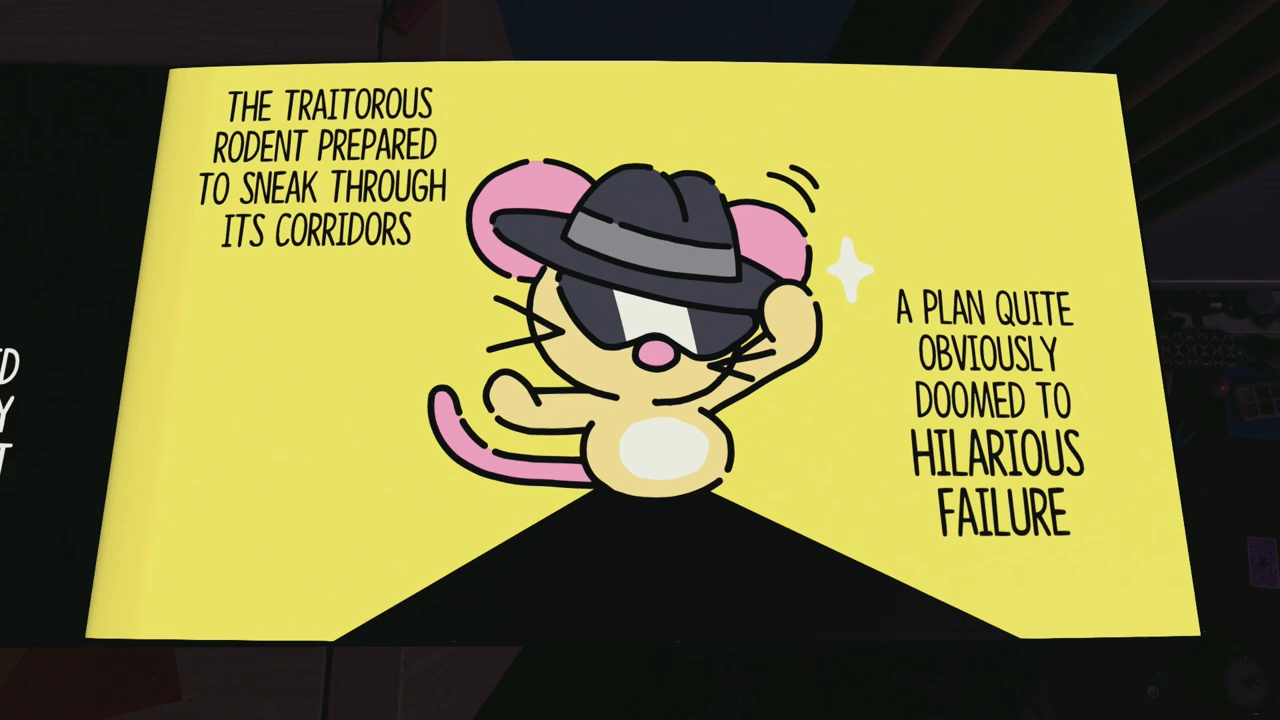 THE TRAITOROUS
RODENT PREPARED
TO SNEAK THROUGH
ITS CORRIDORS
A PLAN QUITE
OBVIOUSLY
DOOMED TO
HILARIOUS
FAILURE